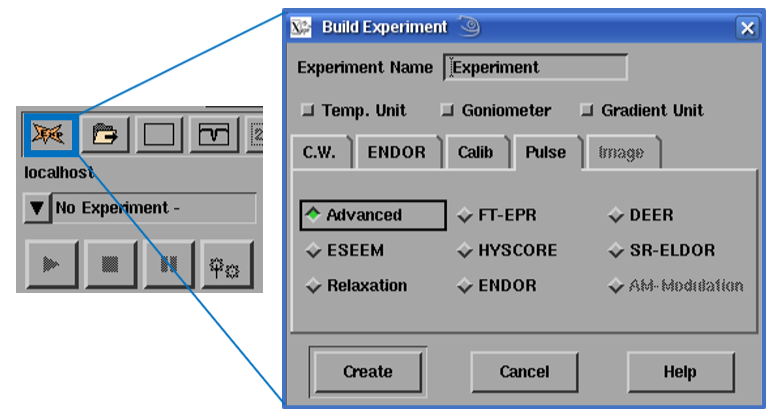 Exp
localhost
No Experiment -
Build Experiment
Experiment Name Experiment
Temp. Unit Goniometer Gradient Unit
C.W. ENDOR Calib Pulse Image
Advanced FT-EPR DEER
ESEEM HYSCORE SR-ELDOR
Relaxation ENDOR AM-Modulation
Create Cancel Help